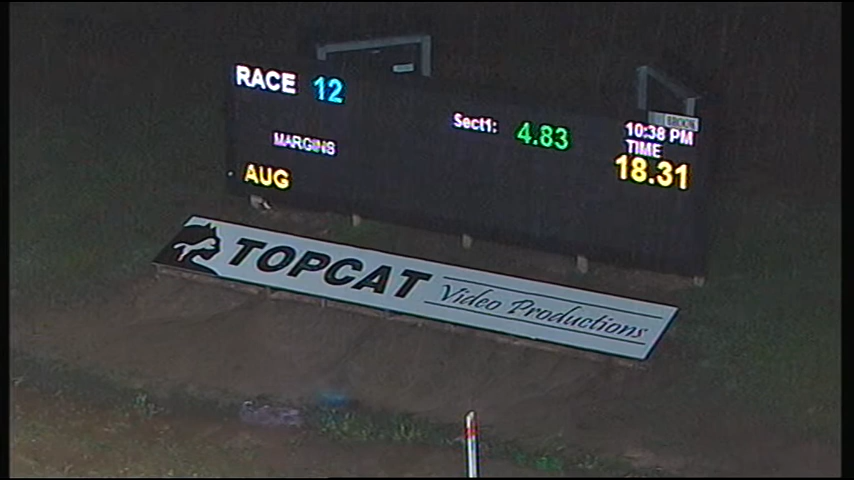 RACE 12
Sect1: 4.83
10:38 PM
MARGINS
TIME
AUG
18.31
TOPCAT
Video Productions